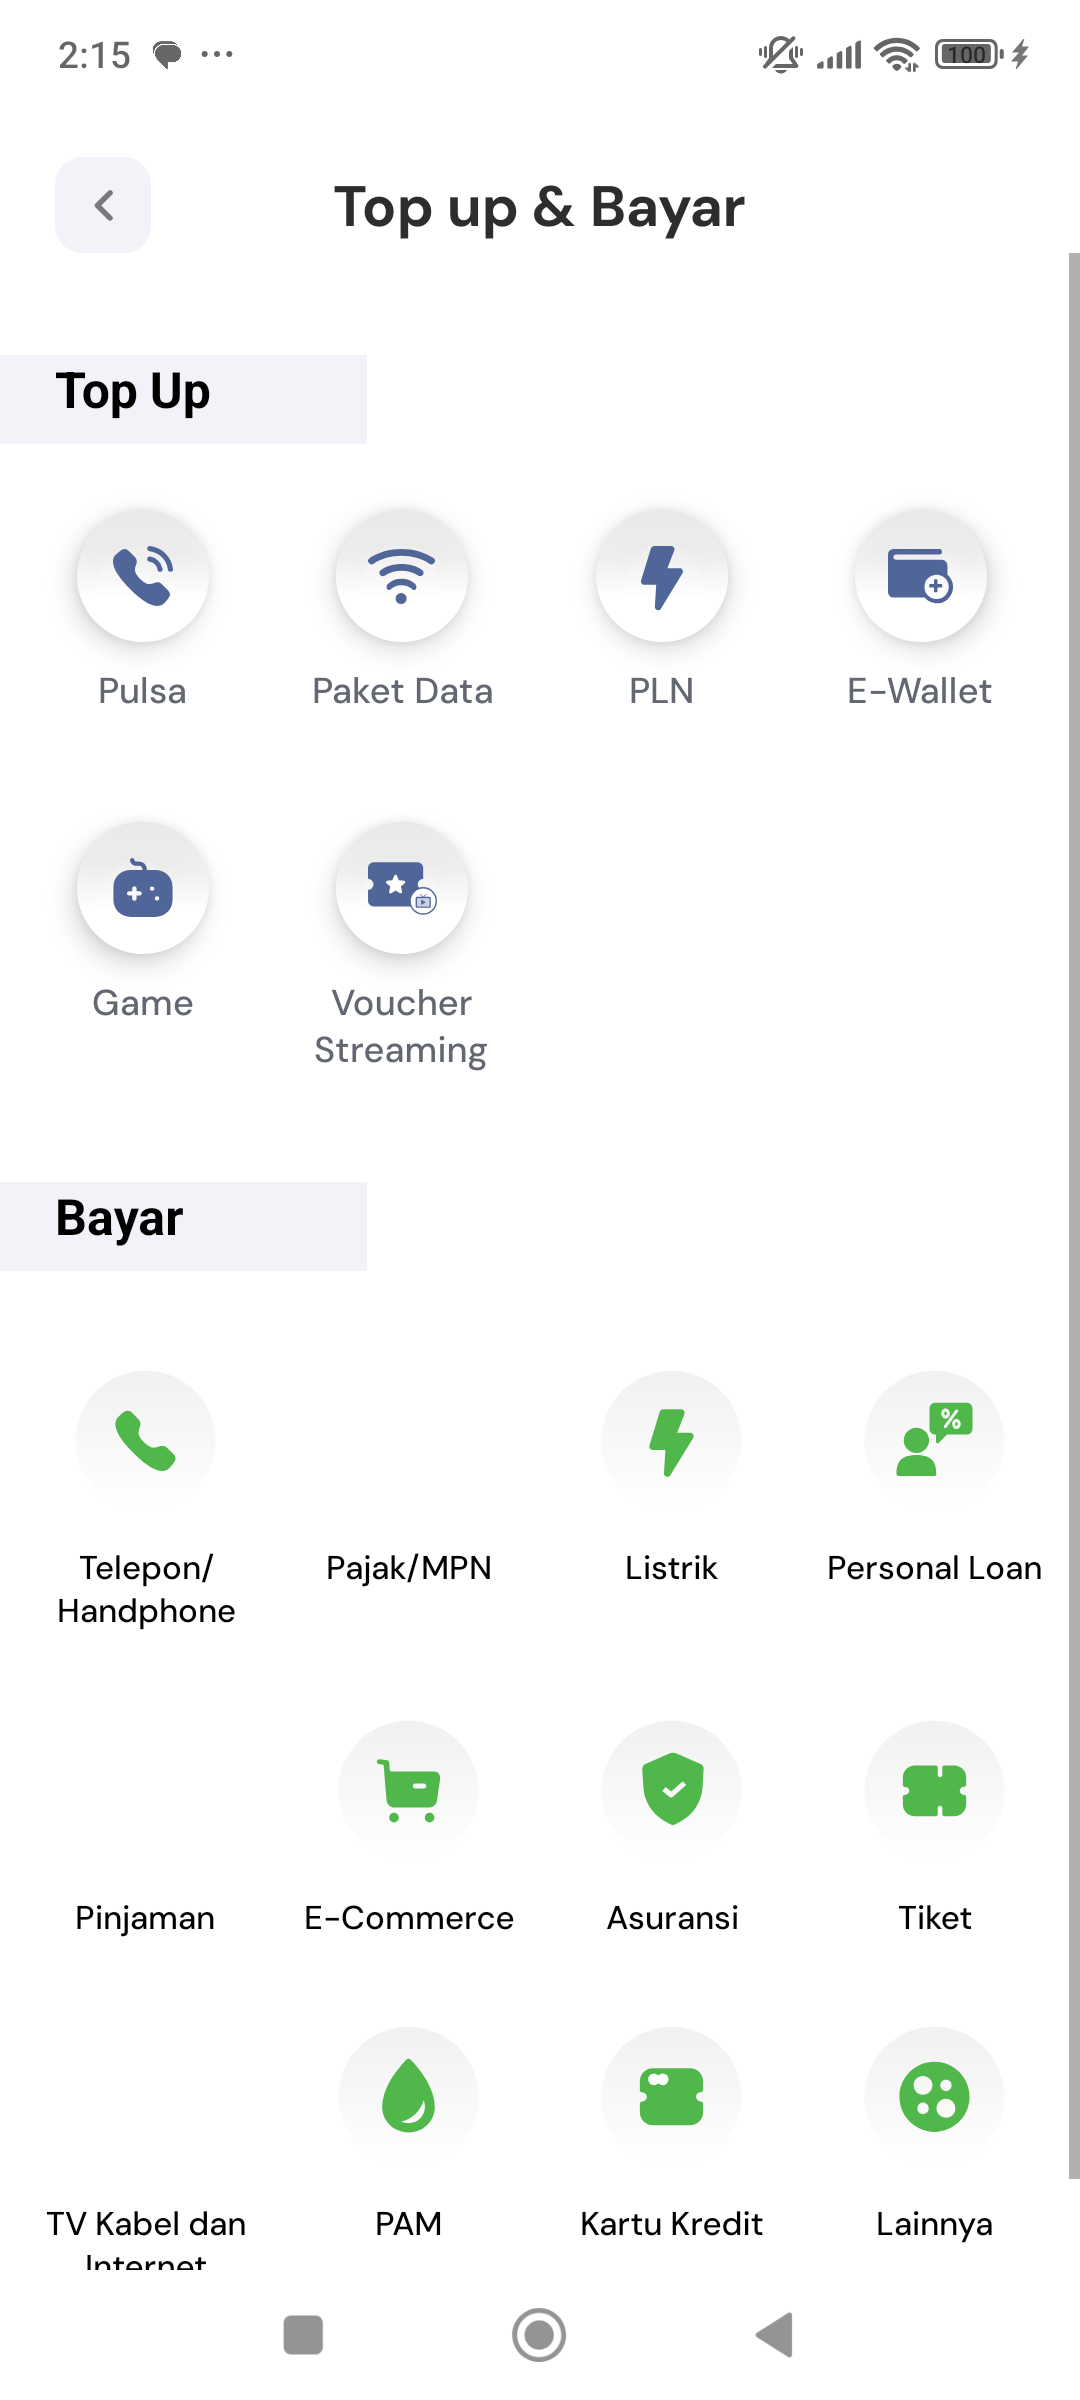 2:15
100
Top up & Bayar
Top Up
Pulsa
Paket Data
PLN
E-Wallet
Game
Voucher
Streaming
Bayar
Telepon/
Handphone
Pajak/MPN
Listrik
Personal Loan
%
Pinjaman
E-Commerce
Asuransi
Tiket
TV Kabel dan
Internet
PAM
Kartu Kredit
Lainnya